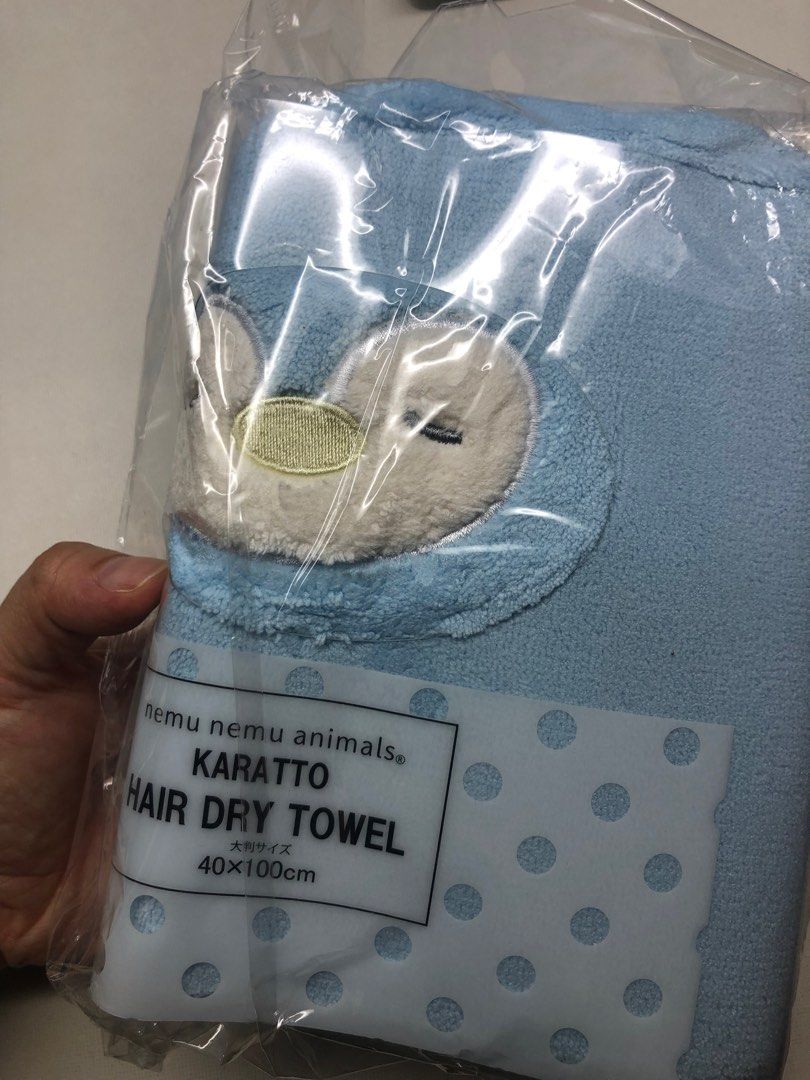 nemu nemu animals®
KARATTO
HAIR DRY TOWEL
大判サイズ
40×100cm